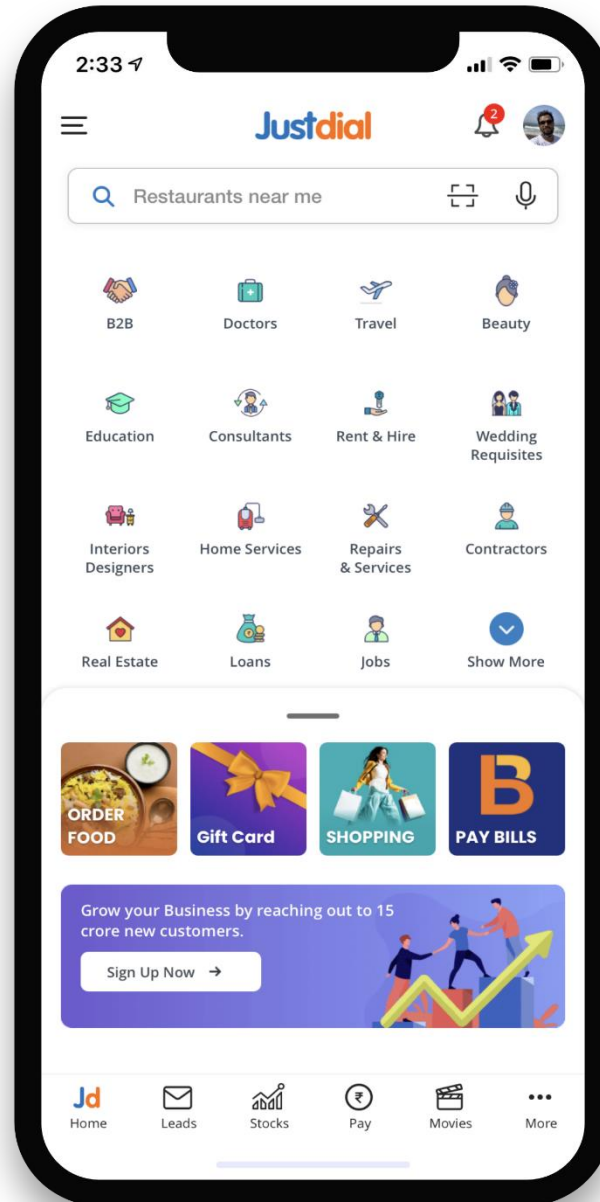 2:33
Justdial
2
Restaurants near me
B2B
Doctors
Travel
Beauty
Education
Consultants
Rent & Hire
Wedding
Requisites
Interiors
Designers
Home Services
Repairs
& Services
Contractors
Real Estate
Loans
Jobs
Show More
ORDER
FOOD
Gift Card
SHOPPING
B
PAY BILLS
Grow your Business by reaching out to 15
crore new customers.
Sign Up Now →
Jd
Home
Leads
Stocks
₹
Pay
Movies
More